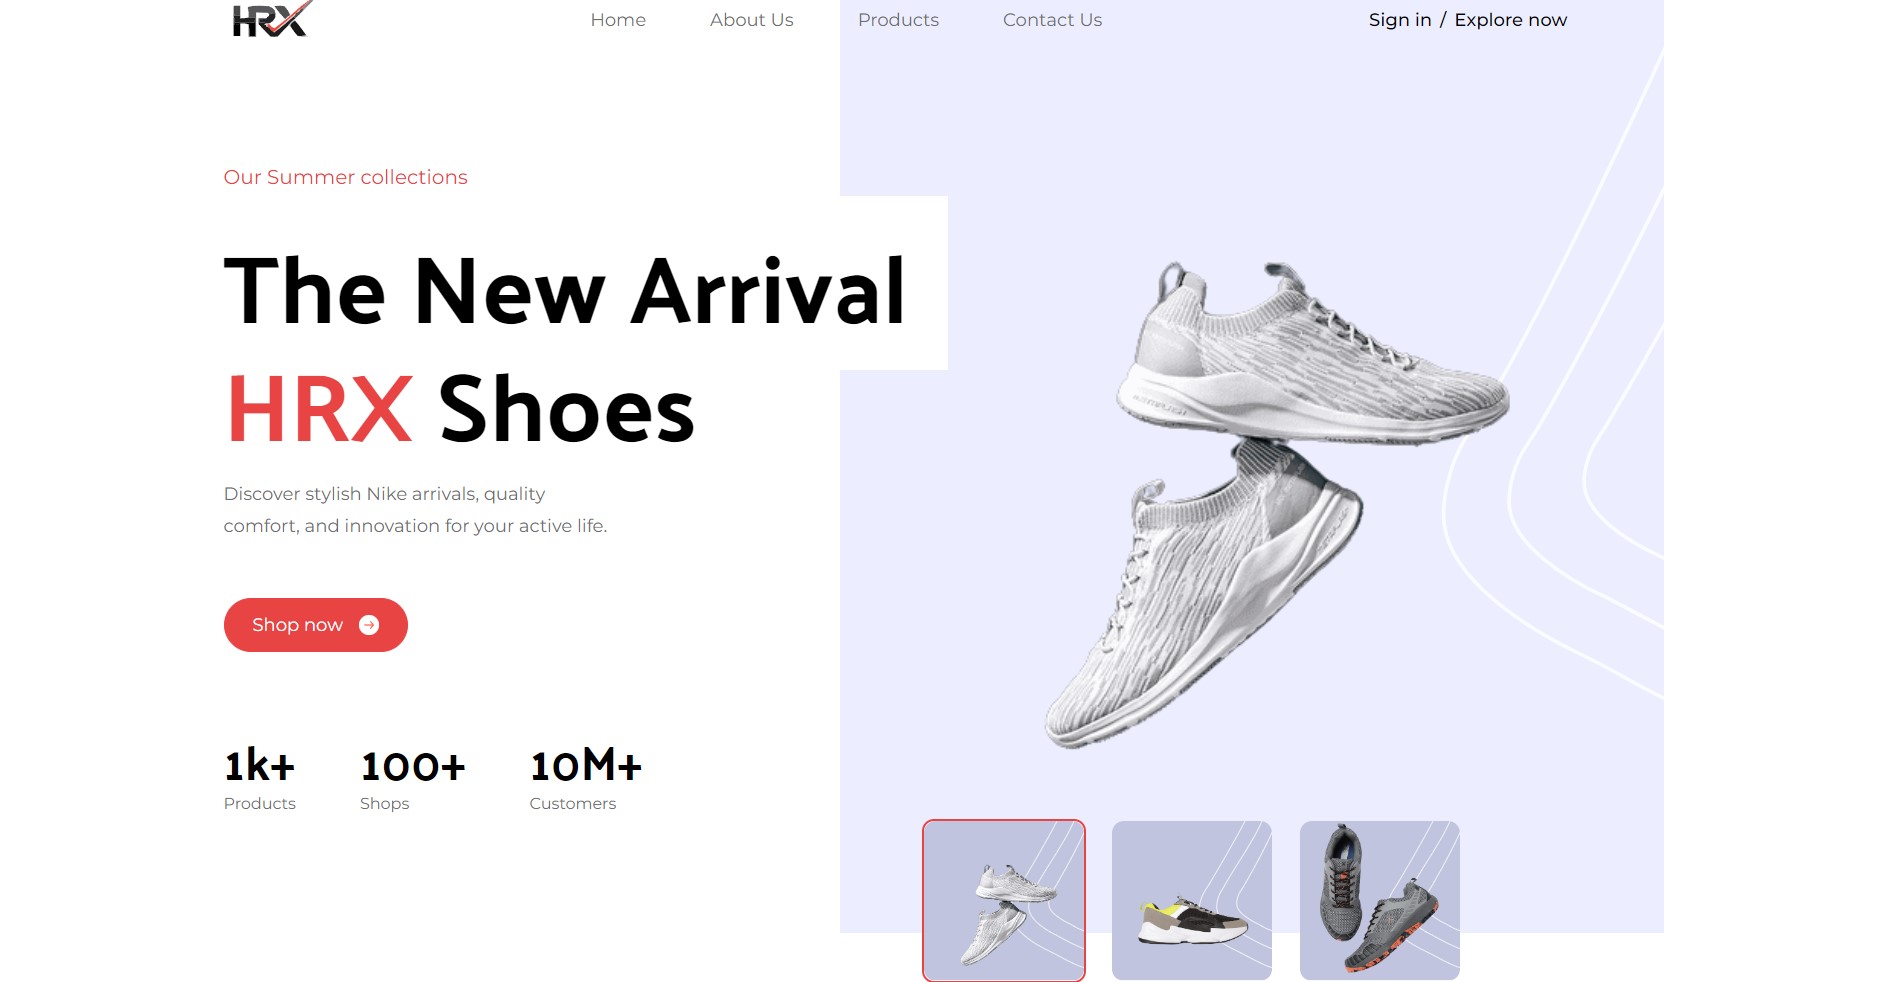 HRX
Home About Us Products Contact Us Sign in / Explore now
Our Summer collections
The New Arrival
HRX Shoes
Discover stylish Nike arrivals, quality
comfort, and innovation for your active life.
Shop now
1k+ 100+ 10M+
Products Shops Customers